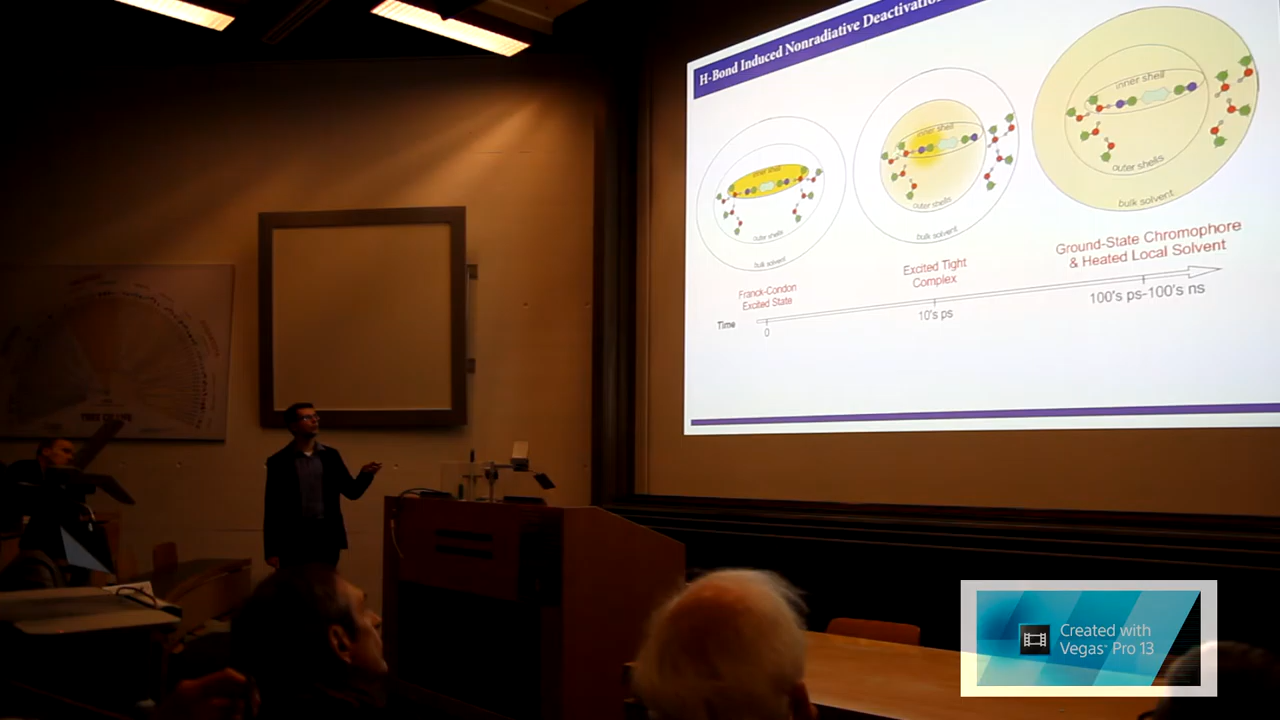 H-Bond Induced Nonradiative Deactivation
inner shell
outer shells
bulk solvent
Franck-Condon
Excited State
inner shell
outer shells
bulk solvent
Excited Tight
Complex
inner shell
outer shells
bulk solvent
Ground-State Chromophore
& Heated Local Solvent
Time
0
10's ps
100's ps-100's ns
Created with
Vegas™ Pro 13